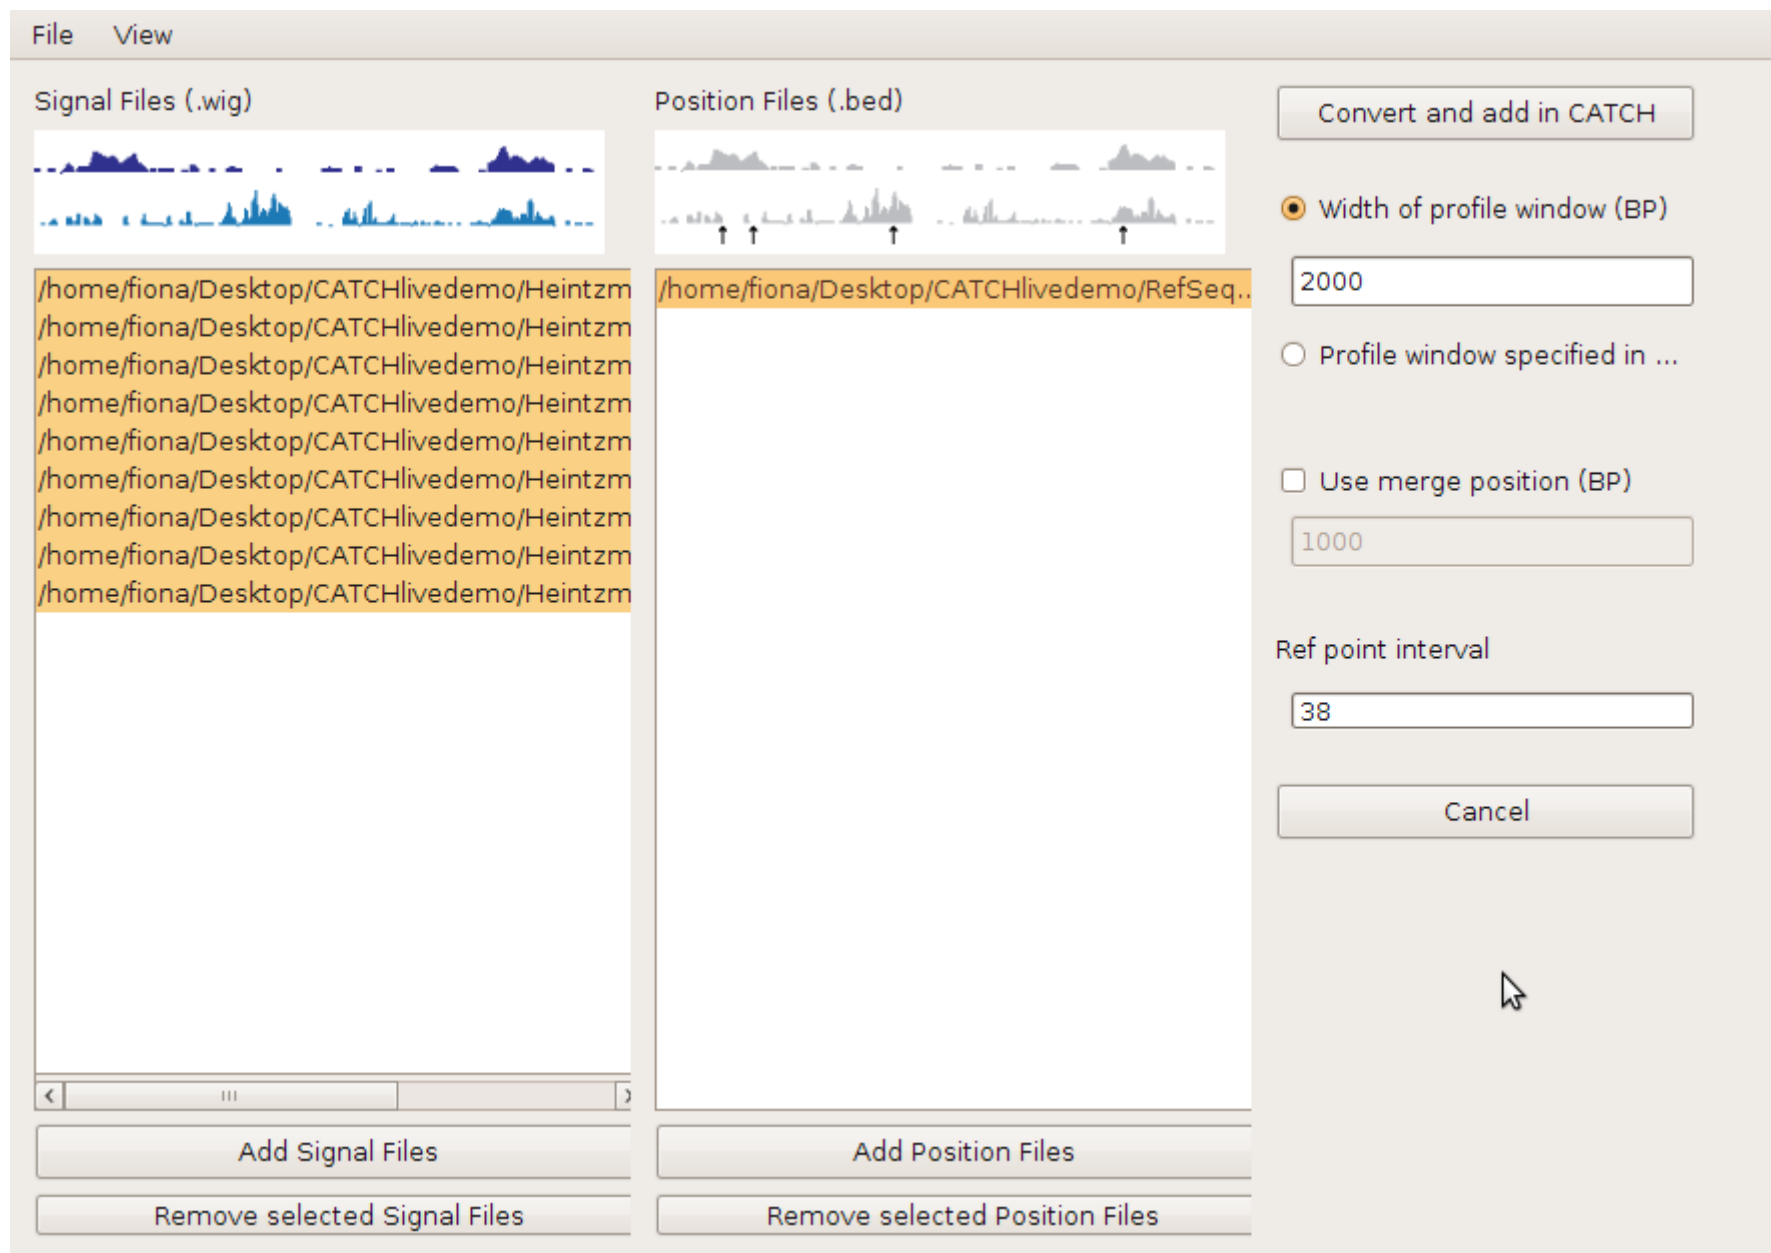 File View
Signal Files (.wig)
/home/fiona/Desktop/CATCHlivedemo/Heintzm
/home/fiona/Desktop/CATCHlivedemo/Heintzm
/home/fiona/Desktop/CATCHlivedemo/Heintzm
/home/fiona/Desktop/CATCHlivedemo/Heintzm
/home/fiona/Desktop/CATCHlivedemo/Heintzm
/home/fiona/Desktop/CATCHlivedemo/Heintzm
/home/fiona/Desktop/CATCHlivedemo/Heintzm
/home/fiona/Desktop/CATCHlivedemo/Heintzm
/home/fiona/Desktop/CATCHlivedemo/Heintzm
Add Signal Files
Remove selected Signal Files
Position Files (.bed)
/home/fiona/Desktop/CATCHlivedemo/RefSeq..
Add Position Files
Remove selected Position Files
Convert and add in CATCH
Width of profile window (BP)
2000
Profile window specified in ...
Use merge position (BP)
1000
Ref point interval
38
Cancel